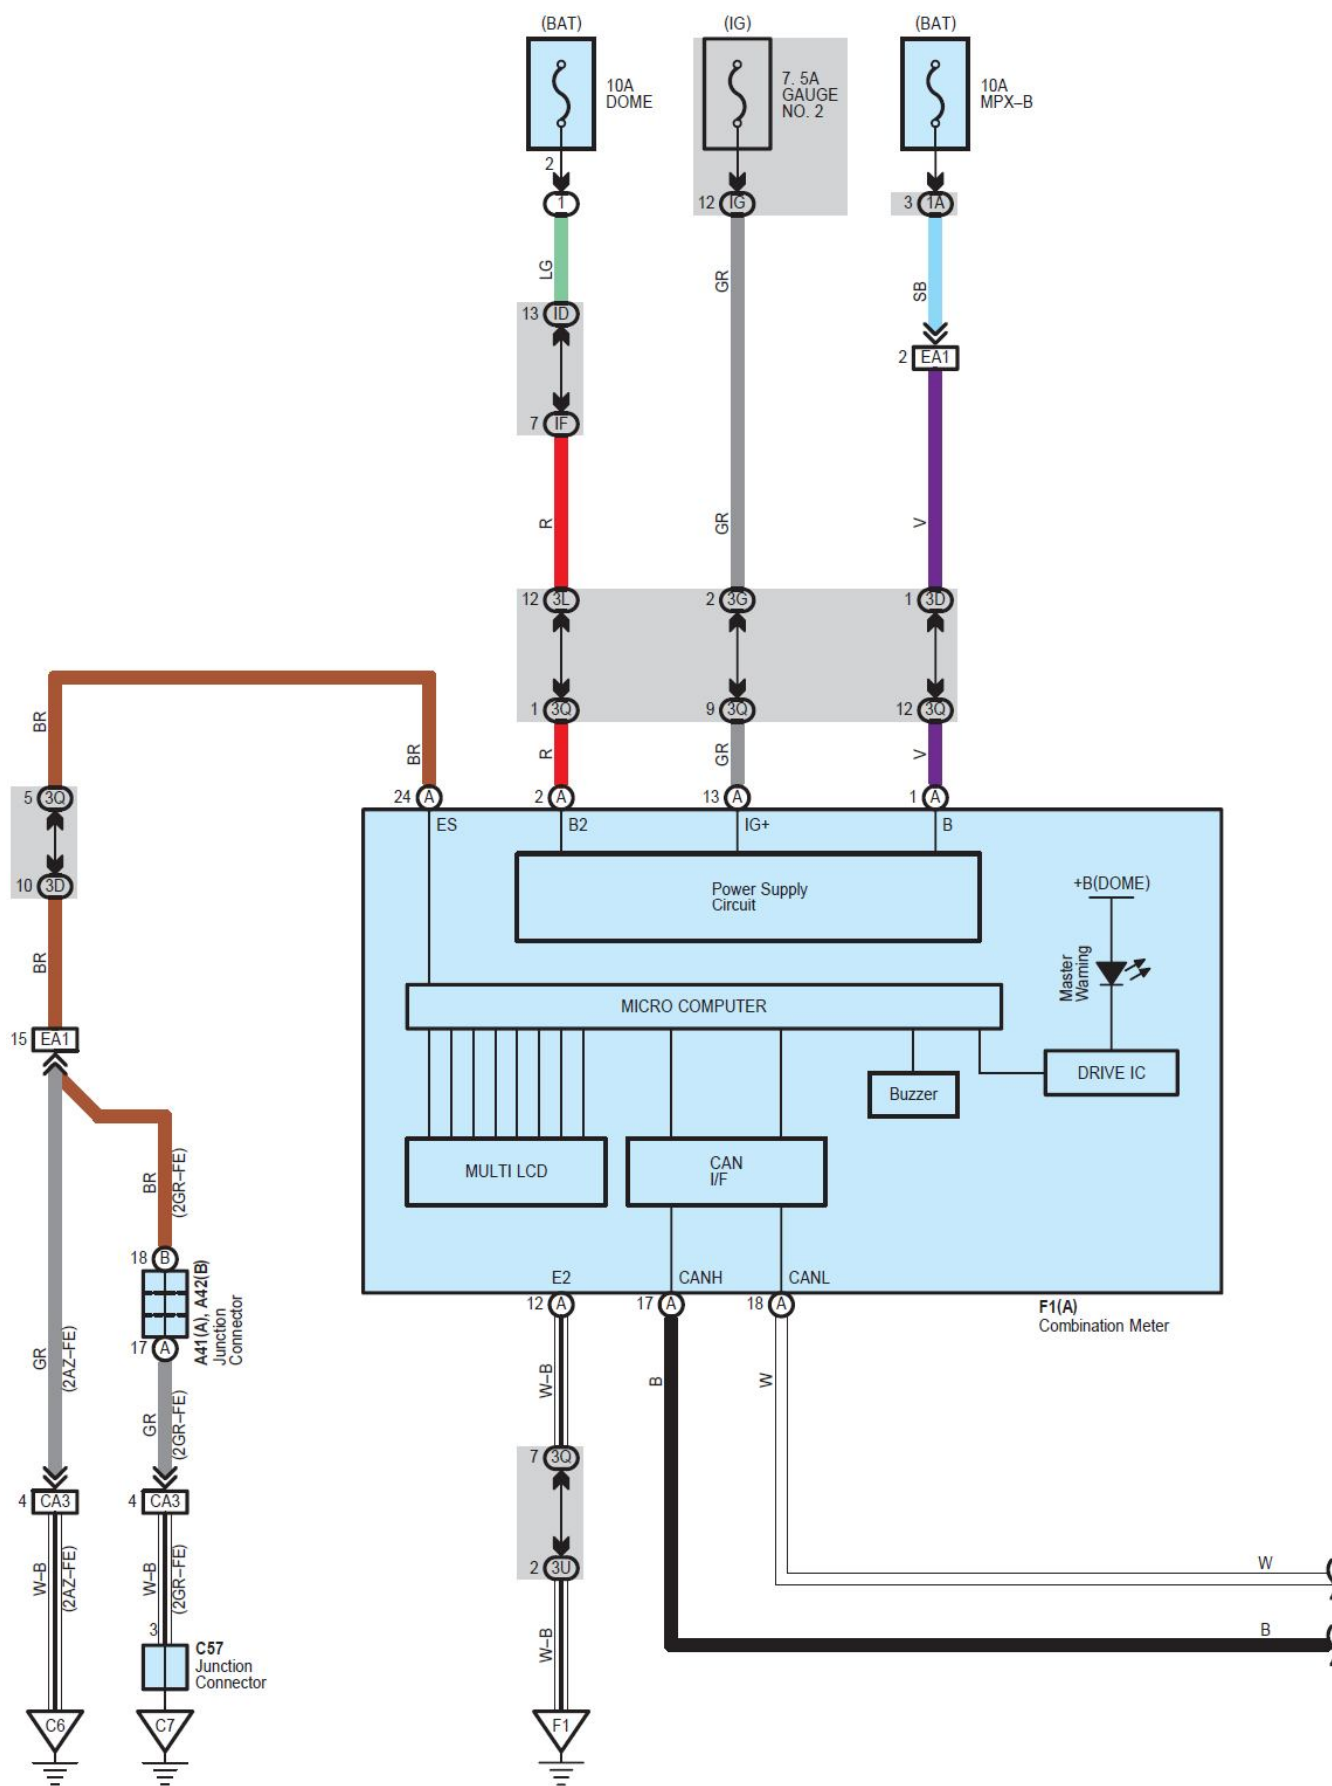 (BAT)
(IG)
(BAT)
10A
DOME
7. 5A
GAUGE
NO. 2
10A
MPX–B
2
1
12 IG
3 1A
LG
GR
SB
13 ID
2 EA1
7 IF
R
GR
V
12 3L
2 3G
1 3D
1 3Q
9 3Q
12 3Q
BR
BR
R
GR
V
5 3Q
24 A
2 A
13 A
1 A
ES
B2
IG+
B
10 3D
Power Supply
Circuit
+B(DOME)
BR
Master
Warning
MICRO COMPUTER
15 EA1
DRIVE IC
Buzzer
BR
(2GR–FE)
MULTI LCD
CAN
I/F
18 B
A41(A), A42(B)
Junction
Connector
E2
CANH
CANL
12 A
17 A
18 A
F1(A)
Combination Meter
17 A
GR
(2AZ–FE)
W–B
B
W
GR
(2GR–FE)
7 3Q
4 CA3
4 CA3
W–B
(2AZ–FE)
W–B
(2GR–FE)
2 3U
W
3
B
C57
Junction
Connector
W–B
C6
C7
F1